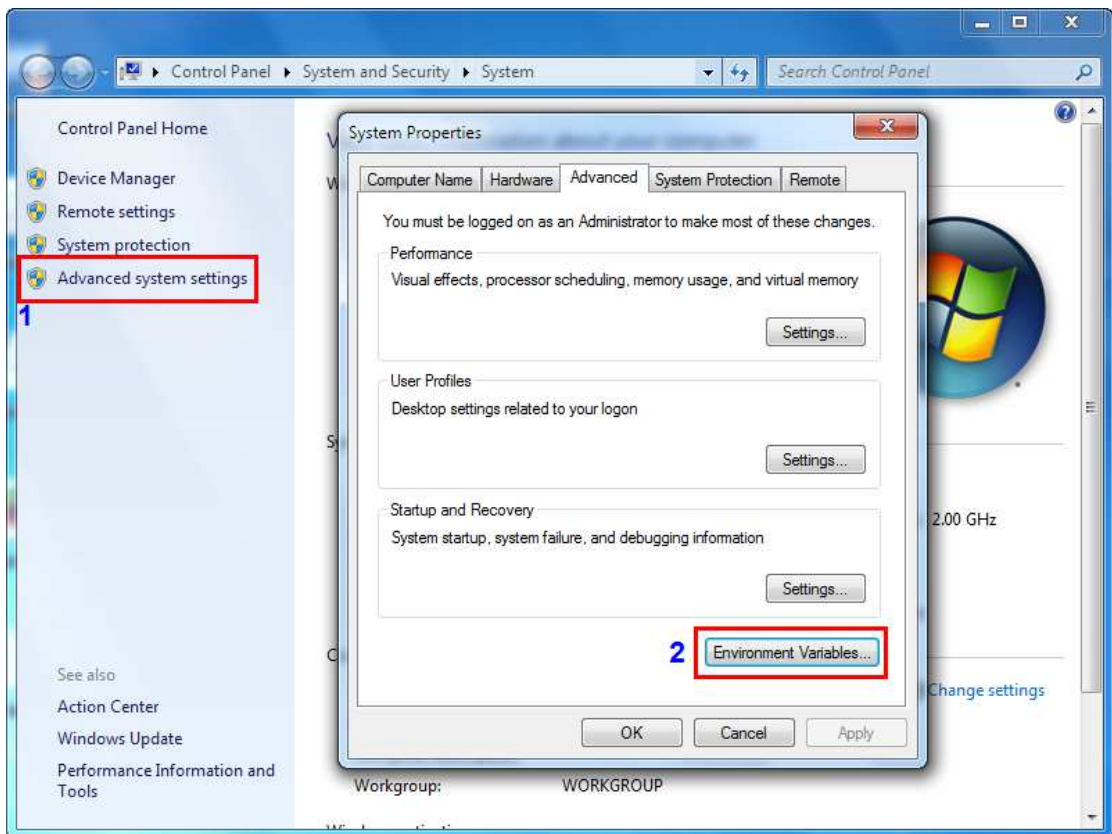 Control Panel ▸ System and Security ▸ System
Search Control Panel
Control Panel Home
Device Manager
Remote settings
System protection
Advanced system settings
1
See also
Action Center
Windows Update
Performance Information and
Tools
System Properties
Computer Name Hardware Advanced System Protection Remote
You must be logged on as an Administrator to make most of these changes.
Performance
Visual effects, processor scheduling, memory usage, and virtual memory
Settings...
User Profiles
Desktop settings related to your logon
Settings...
Startup and Recovery
System startup, system failure, and debugging information
Settings...
2 Environment Variables...
OK Cancel Apply
2.00 GHz
Change settings
Workgroup: WORKGROUP